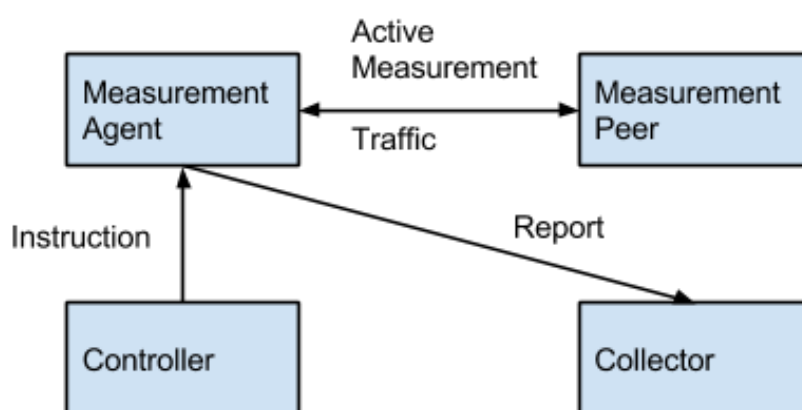 Active
Measurement
Measurement
Agent
Measurement
Peer
Traffic
Instruction
Report
Controller
Collector